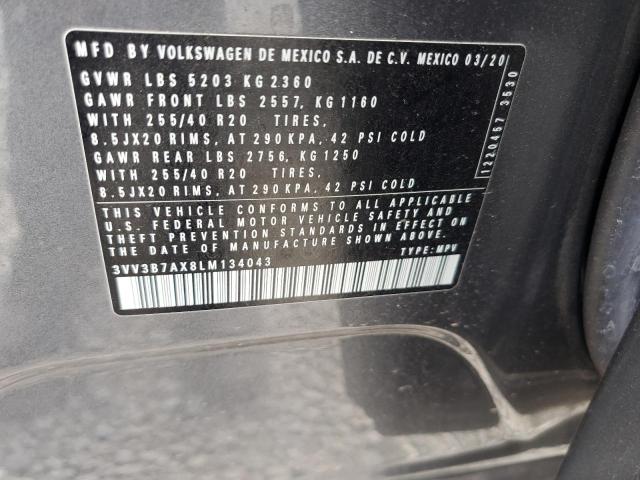 MFD BY VOLKSWAGEN DE MEXICO S.A. DE C.V. MEXICO 03/20
GVWR LBS 5203 KG 2360
GAWR FRONT LBS 2557, KG 1160
WITH 255/40 R20 TIRES,
8.5JX20 RIMS, AT 290 KPA, 42 PSI COLD
GAWR REAR LBS 2756, KG 1250
WITH 255/40 R20 TIRES,
8.5JX20 RIMS, AT 290 KPA, 42 PSI COLD.
THIS VEHICLE CONFORMS TO ALL APPLICABLE
U.S. FEDERAL MOTOR VEHICLE SAFETY AND
THEFT PREVENTION STANDARDS IN EFFECT ON
THE DATE OF MANUFACTURE SHOWN ABOVE.
3VV3B7AX8LM134043 TYPE: MPV
1220457 3530